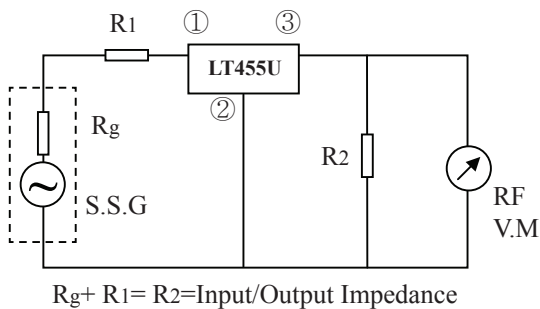 R1
①
③
LT455U
②
Rg
S.S.G
R2
RF
V.M
Rg+ R1= R2=Input/Output Impedance